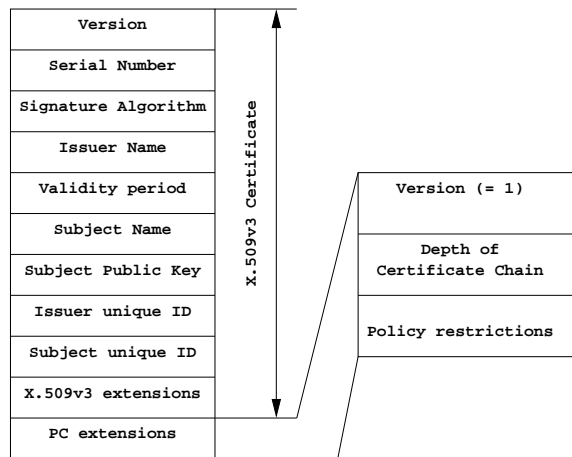 Version
Serial Number
Signature Algorithm
Issuer Name
Validity period
Subject Name
Subject Public Key
Issuer unique ID
Subject unique ID
X.509v3 extensions
PC extensions
X.509v3 Certificate
Version (= 1)
Depth of
Certificate Chain
Policy restrictions